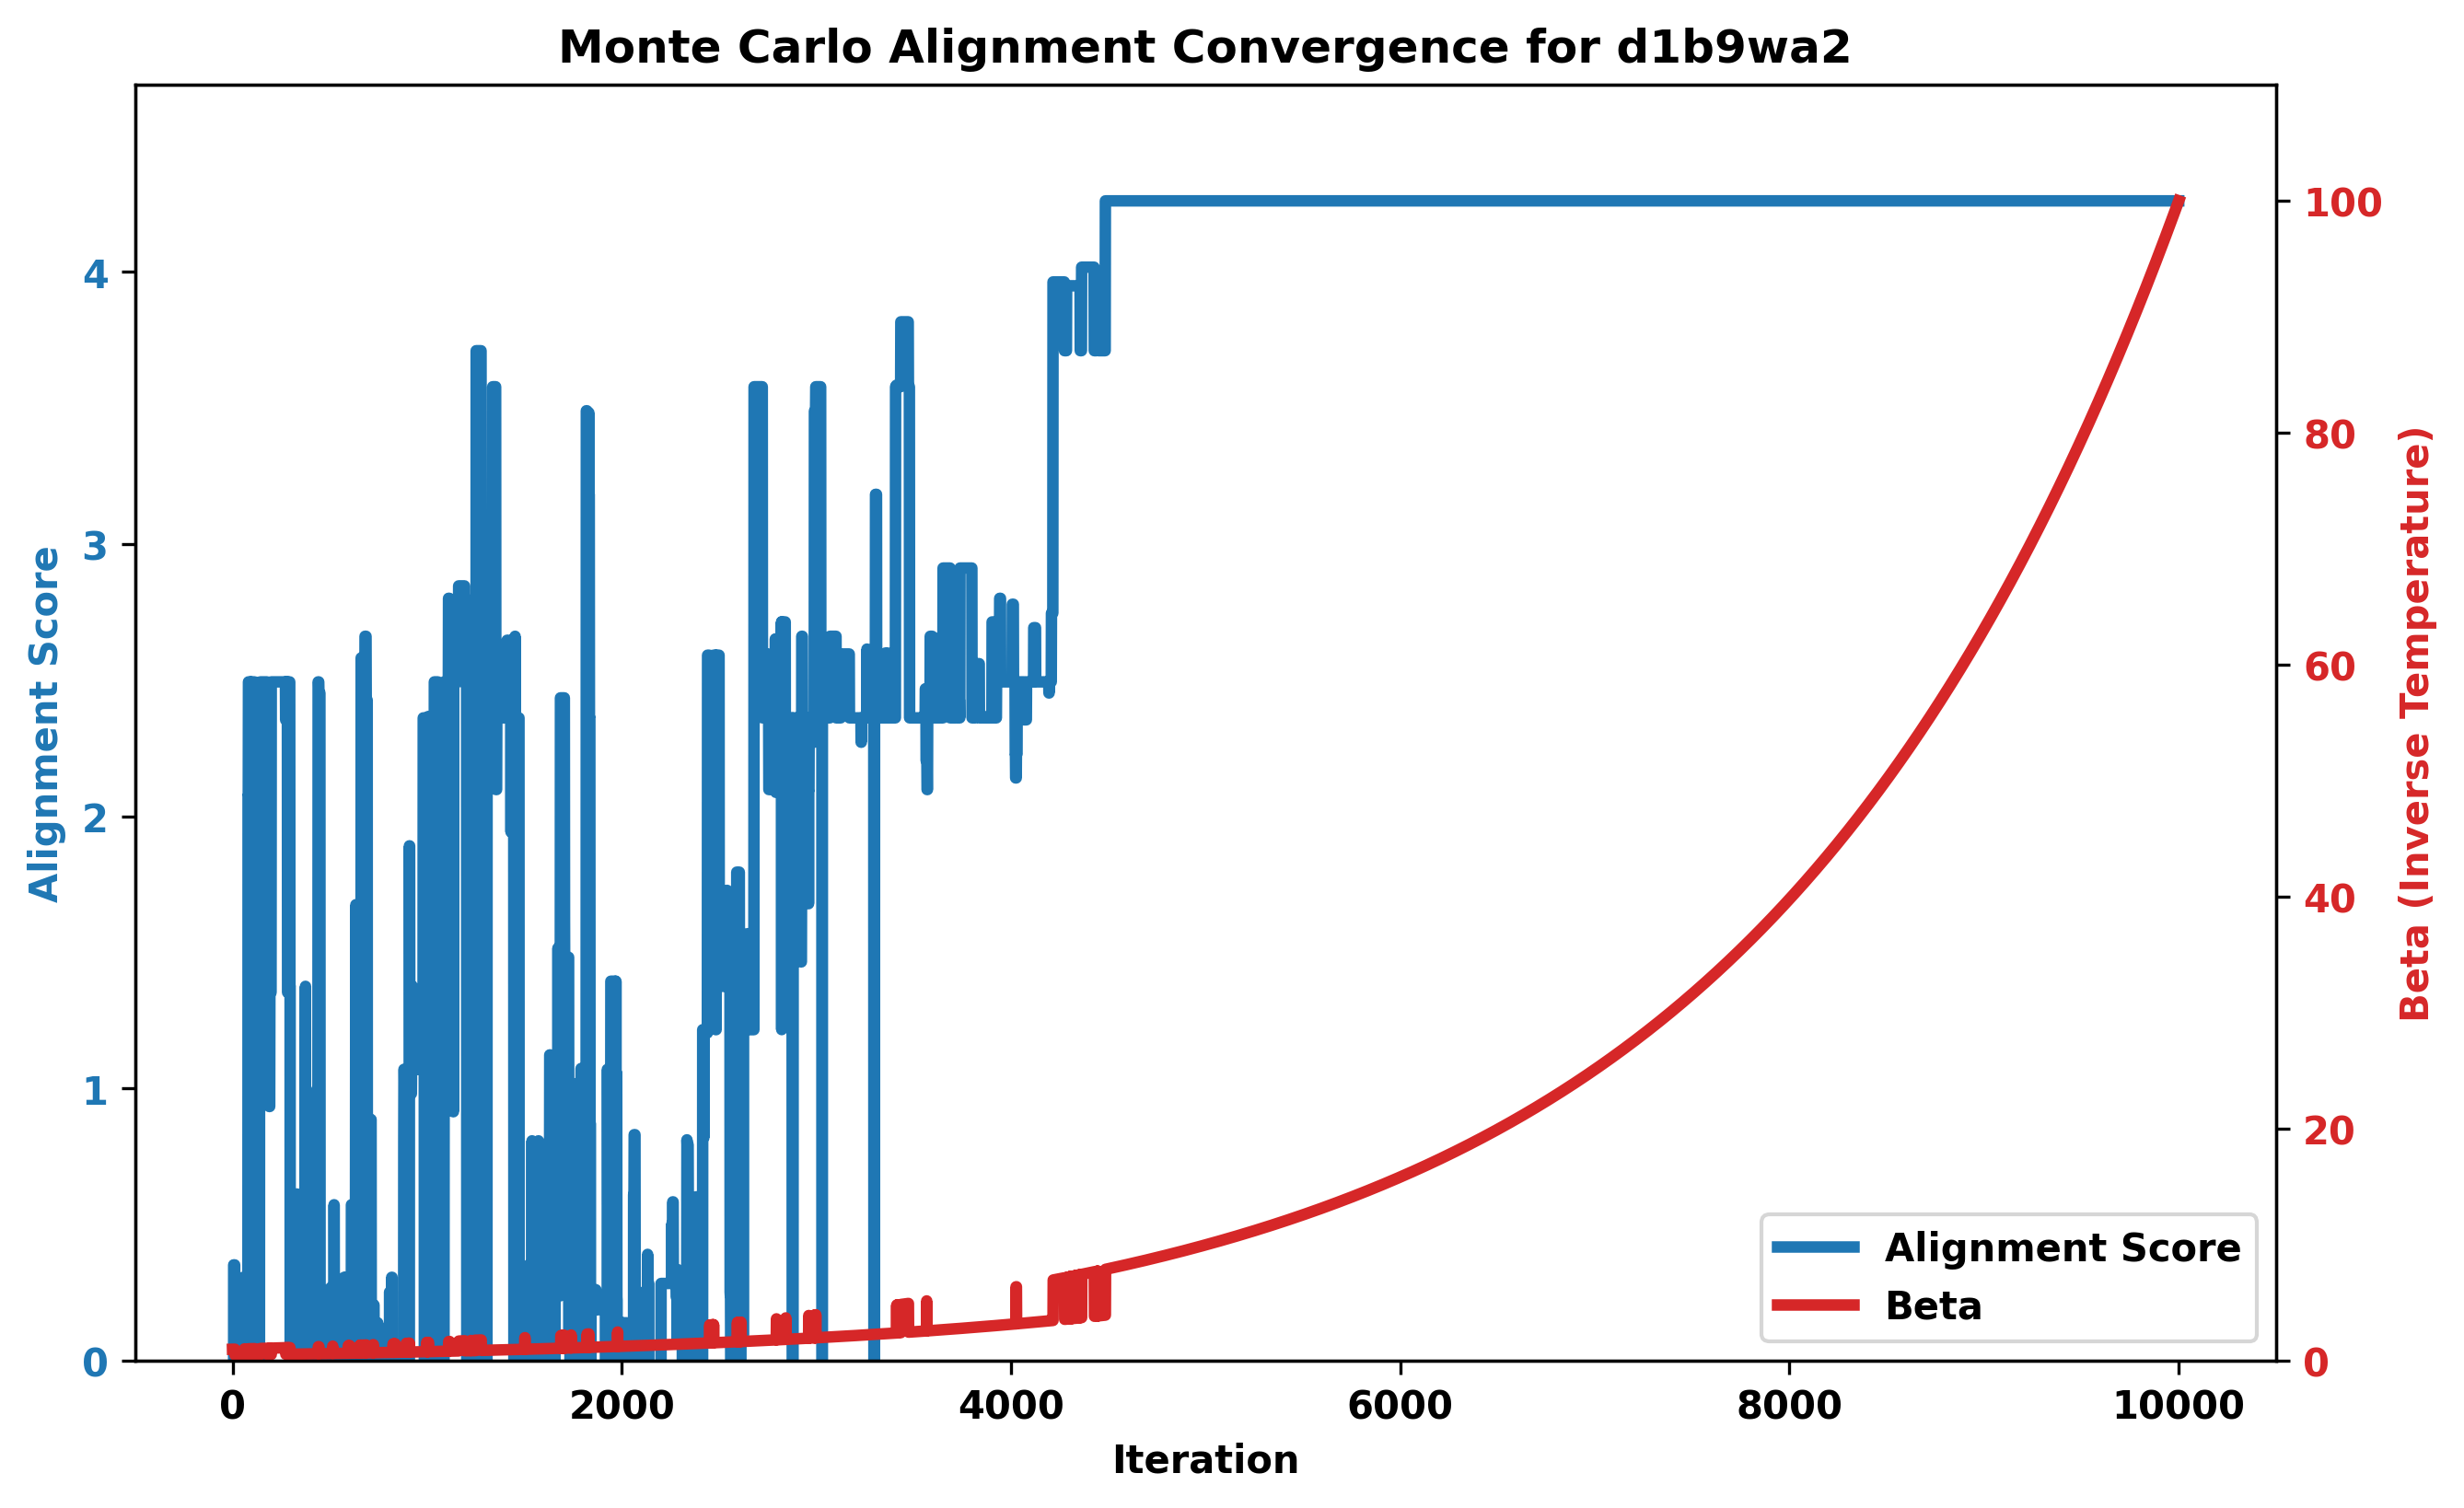 Monte Carlo Alignment Convergence for d1b9wa2
Alignment Score
4
3
2
1
0
100
80
60
40
20
0
Beta (Inverse Temperature)
Alignment Score
Beta
0 2000 4000 6000 8000 10000
Iteration